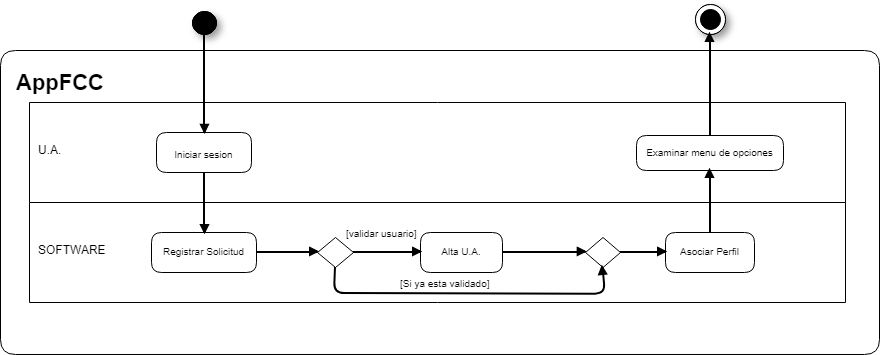 AppFCC
U.A.
Iniciar sesion
Examinar menu de opciones
SOFTWARE
Registrar Solicitud
[validar usuario]
Alta U.A.
Asociar Perfil
[Si ya esta validado]